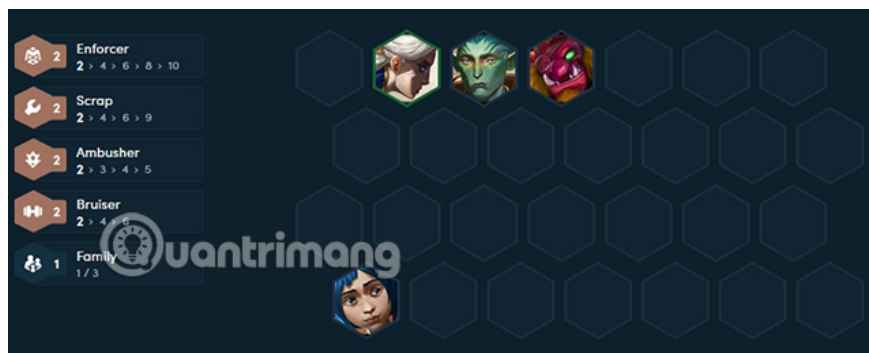 2 Enforcer
2 > 4 > 6 > 8 > 10
2 Scrap
2 > 4 > 6 > 9
2 Ambusher
2 > 3 > 4 > 5
2 Bruiser
2 > 4 > 6
1 Family
1 / 3
Quantrimang